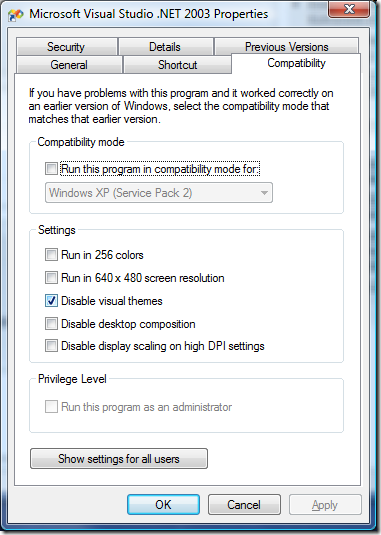 Microsoft Visual Studio .NET 2003 Properties
Security Details Previous Versions
General Shortcut Compatibility
If you have problems with this program and it worked correctly on
an earlier version of Windows, select the compatibility mode that
matches that earlier version.
Compatibility mode
Run this program in compatibility mode for:
Windows XP (Service Pack 2)
Settings
Run in 256 colors
Run in 640 x 480 screen resolution
Disable visual themes
Disable desktop composition
Disable display scaling on high DPI settings
Privilege Level
Run this program as an administrator
Show settings for all users
OK Cancel Apply